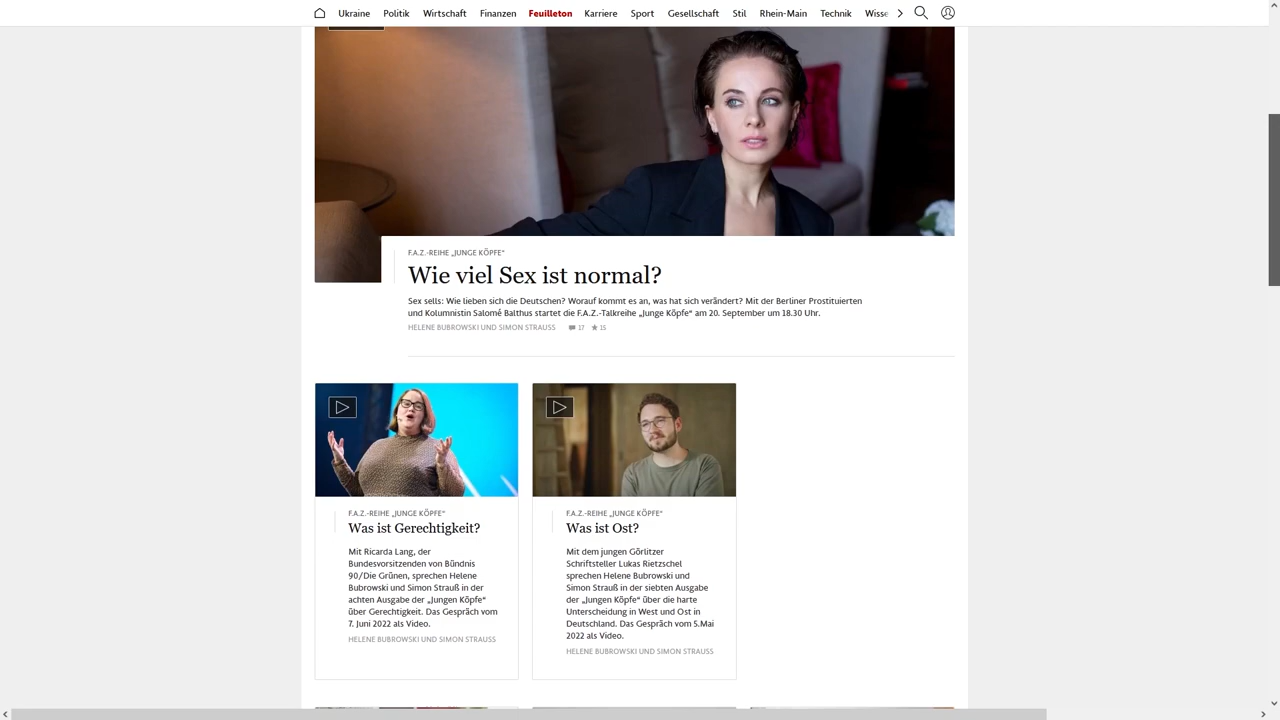 Ukraine Politik Wirtschaft Finanzen Feuilleton Karriere Sport Gesellschaft Stil Rhein-Main Technik
F.A.Z.-REIHE „JUNGE KÖPFE“
Wie viel Sex ist normal?
Sex sells: Wie lieben sich die Deutschen? Worauf kommt es an, was hat sich verändert? Mit der Berliner Prostituierten
und Kolumnistin Salomé Balthus startet die F.A.Z.-Talkreihe „Junge Köpfe“ am 20. September um 18.30 Uhr.
HELENE BUBROWSKI UND SIMON STRAUSS 17 15
F.A.Z.-REIHE „JUNGE KÖPFE“
Was ist Gerechtigkeit?
Mit Ricarda Lang, der
Bundesvorsitzenden von Bündnis
90/Die Grünen, sprechen Helene
Bubrowski und Simon Strauß in der
achten Ausgabe der „Jungen Köpfe“
über Gerechtigkeit. Das Gespräch vom
7. Juni 2022 als Video.
HELENE BUBROWSKI UND SIMON STRAUSS
F.A.Z.-REIHE „JUNGE KÖPFE“
Was ist Ost?
Mit dem jungen Görlitzer
Schriftsteller Lukas Rietzschel
sprechen Helene Bubrowski und
Simon Strauß in der siebten Ausgabe
der „Jungen Köpfe“ über die harte
Unterscheidung in West und Ost in
Deutschland. Das Gespräch vom 5.Mai
2022 als Video.
HELENE BUBROWSKI UND SIMON STRAUSS